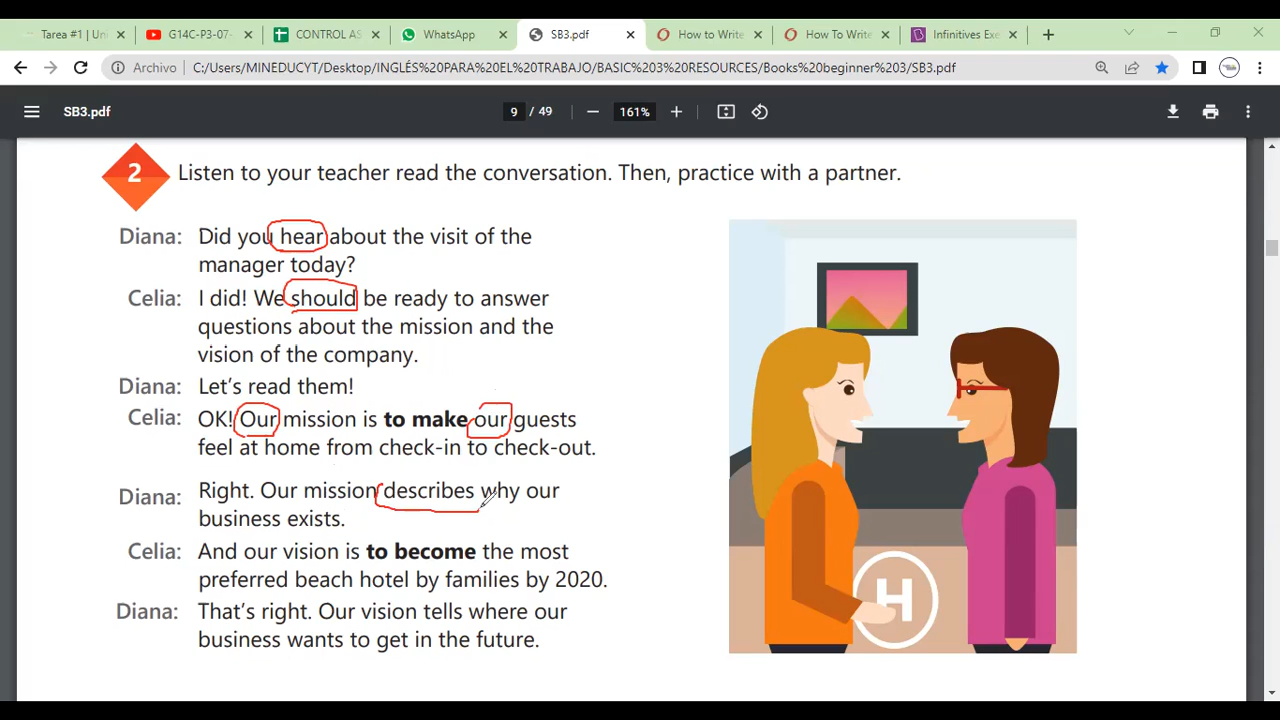 Tarea #1 | Uni
G14C-P3-07-
CONTROL AS
WhatsApp
SB3.pdf
How to Write
How To Write
Infinitives Exe
Archivo
C:/Users/MINEDUCYT/Desktop/INGLÉS%20PARA%20EL%20TRABAJO/BASIC%203%20RESOURCES/Books%20beginner%203/SB3.pdf
SB3.pdf
9 / 49
161%
2
Listen to your teacher read the conversation. Then, practice with a partner.
Diana: Did you hear about the visit of the
manager today?
Celia: I did! We should be ready to answer
questions about the mission and the
vision of the company.
Diana: Let's read them!
Celia: OK! Our mission is to make our guests
feel at home from check-in to check-out.
Diana: Right. Our mission describes why our
business exists.
Celia: And our vision is to become the most
preferred beach hotel by families by 2020.
Diana: That's right. Our vision tells where our
business wants to get in the future.
H